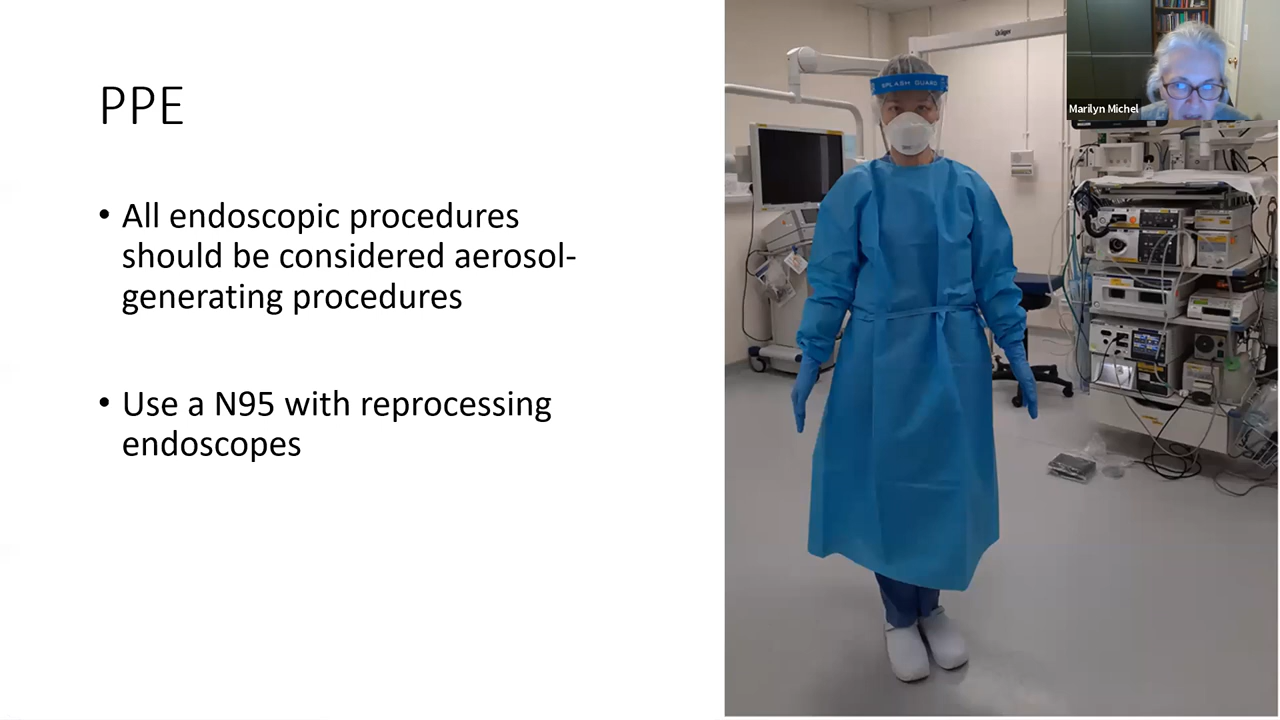 PPE
• All endoscopic procedures
should be considered aerosol-
generating procedures
• Use a N95 with reprocessing
endoscopes
SPLASH GUARD
Dräger
Marilyn Michel